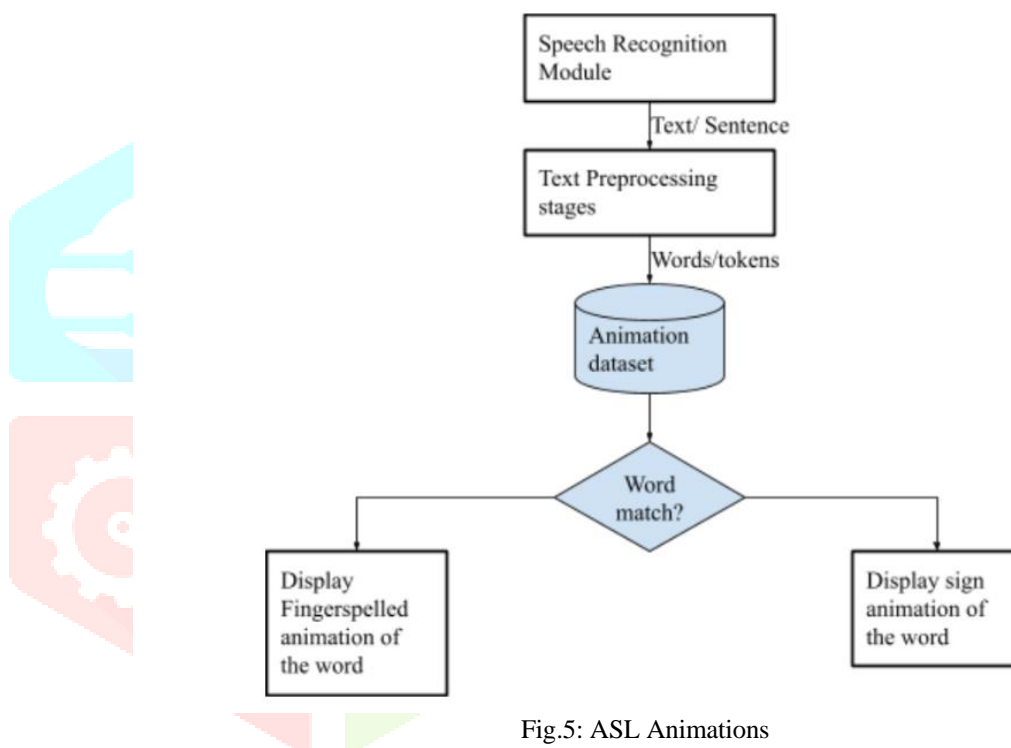 Speech Recognition
Module
Text/ Sentence
Text Preprocessing
stages
Words/tokens
Animation
dataset
Word
match?
Display
Fingerspelled
animation of
the word
Display sign
animation of
the word
Fig.5: ASL Animations